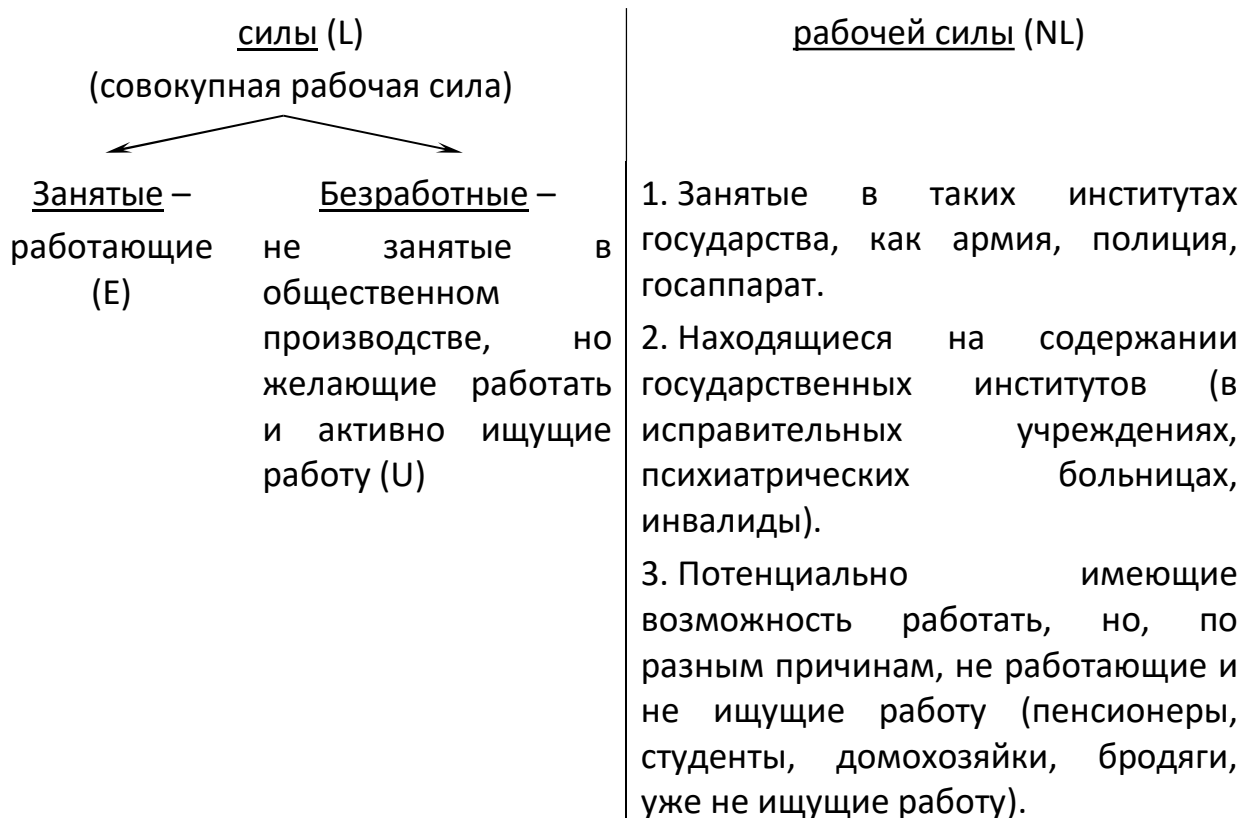 силы (L)
(совокупная рабочая сила)
Занятые –
работающие
(E)
Безработные –
не занятые в
общественном
производстве, но
желающие работать
и активно ищущие
работу (U)
рабочей силы (NL)
1. Занятые в таких институтах
государства, как армия, полиция,
госаппарат.
2. Находящиеся на содержании
государственных институтов (в
исправительных учреждениях,
психиатрических больницах,
инвалиды).
3. Потенциально имеющие
возможность работать, но, по
разным причинам, не работающие и
не ищущие работу (пенсионеры,
студенты, домохозяйки, бродяги,
уже не ищущие работу).